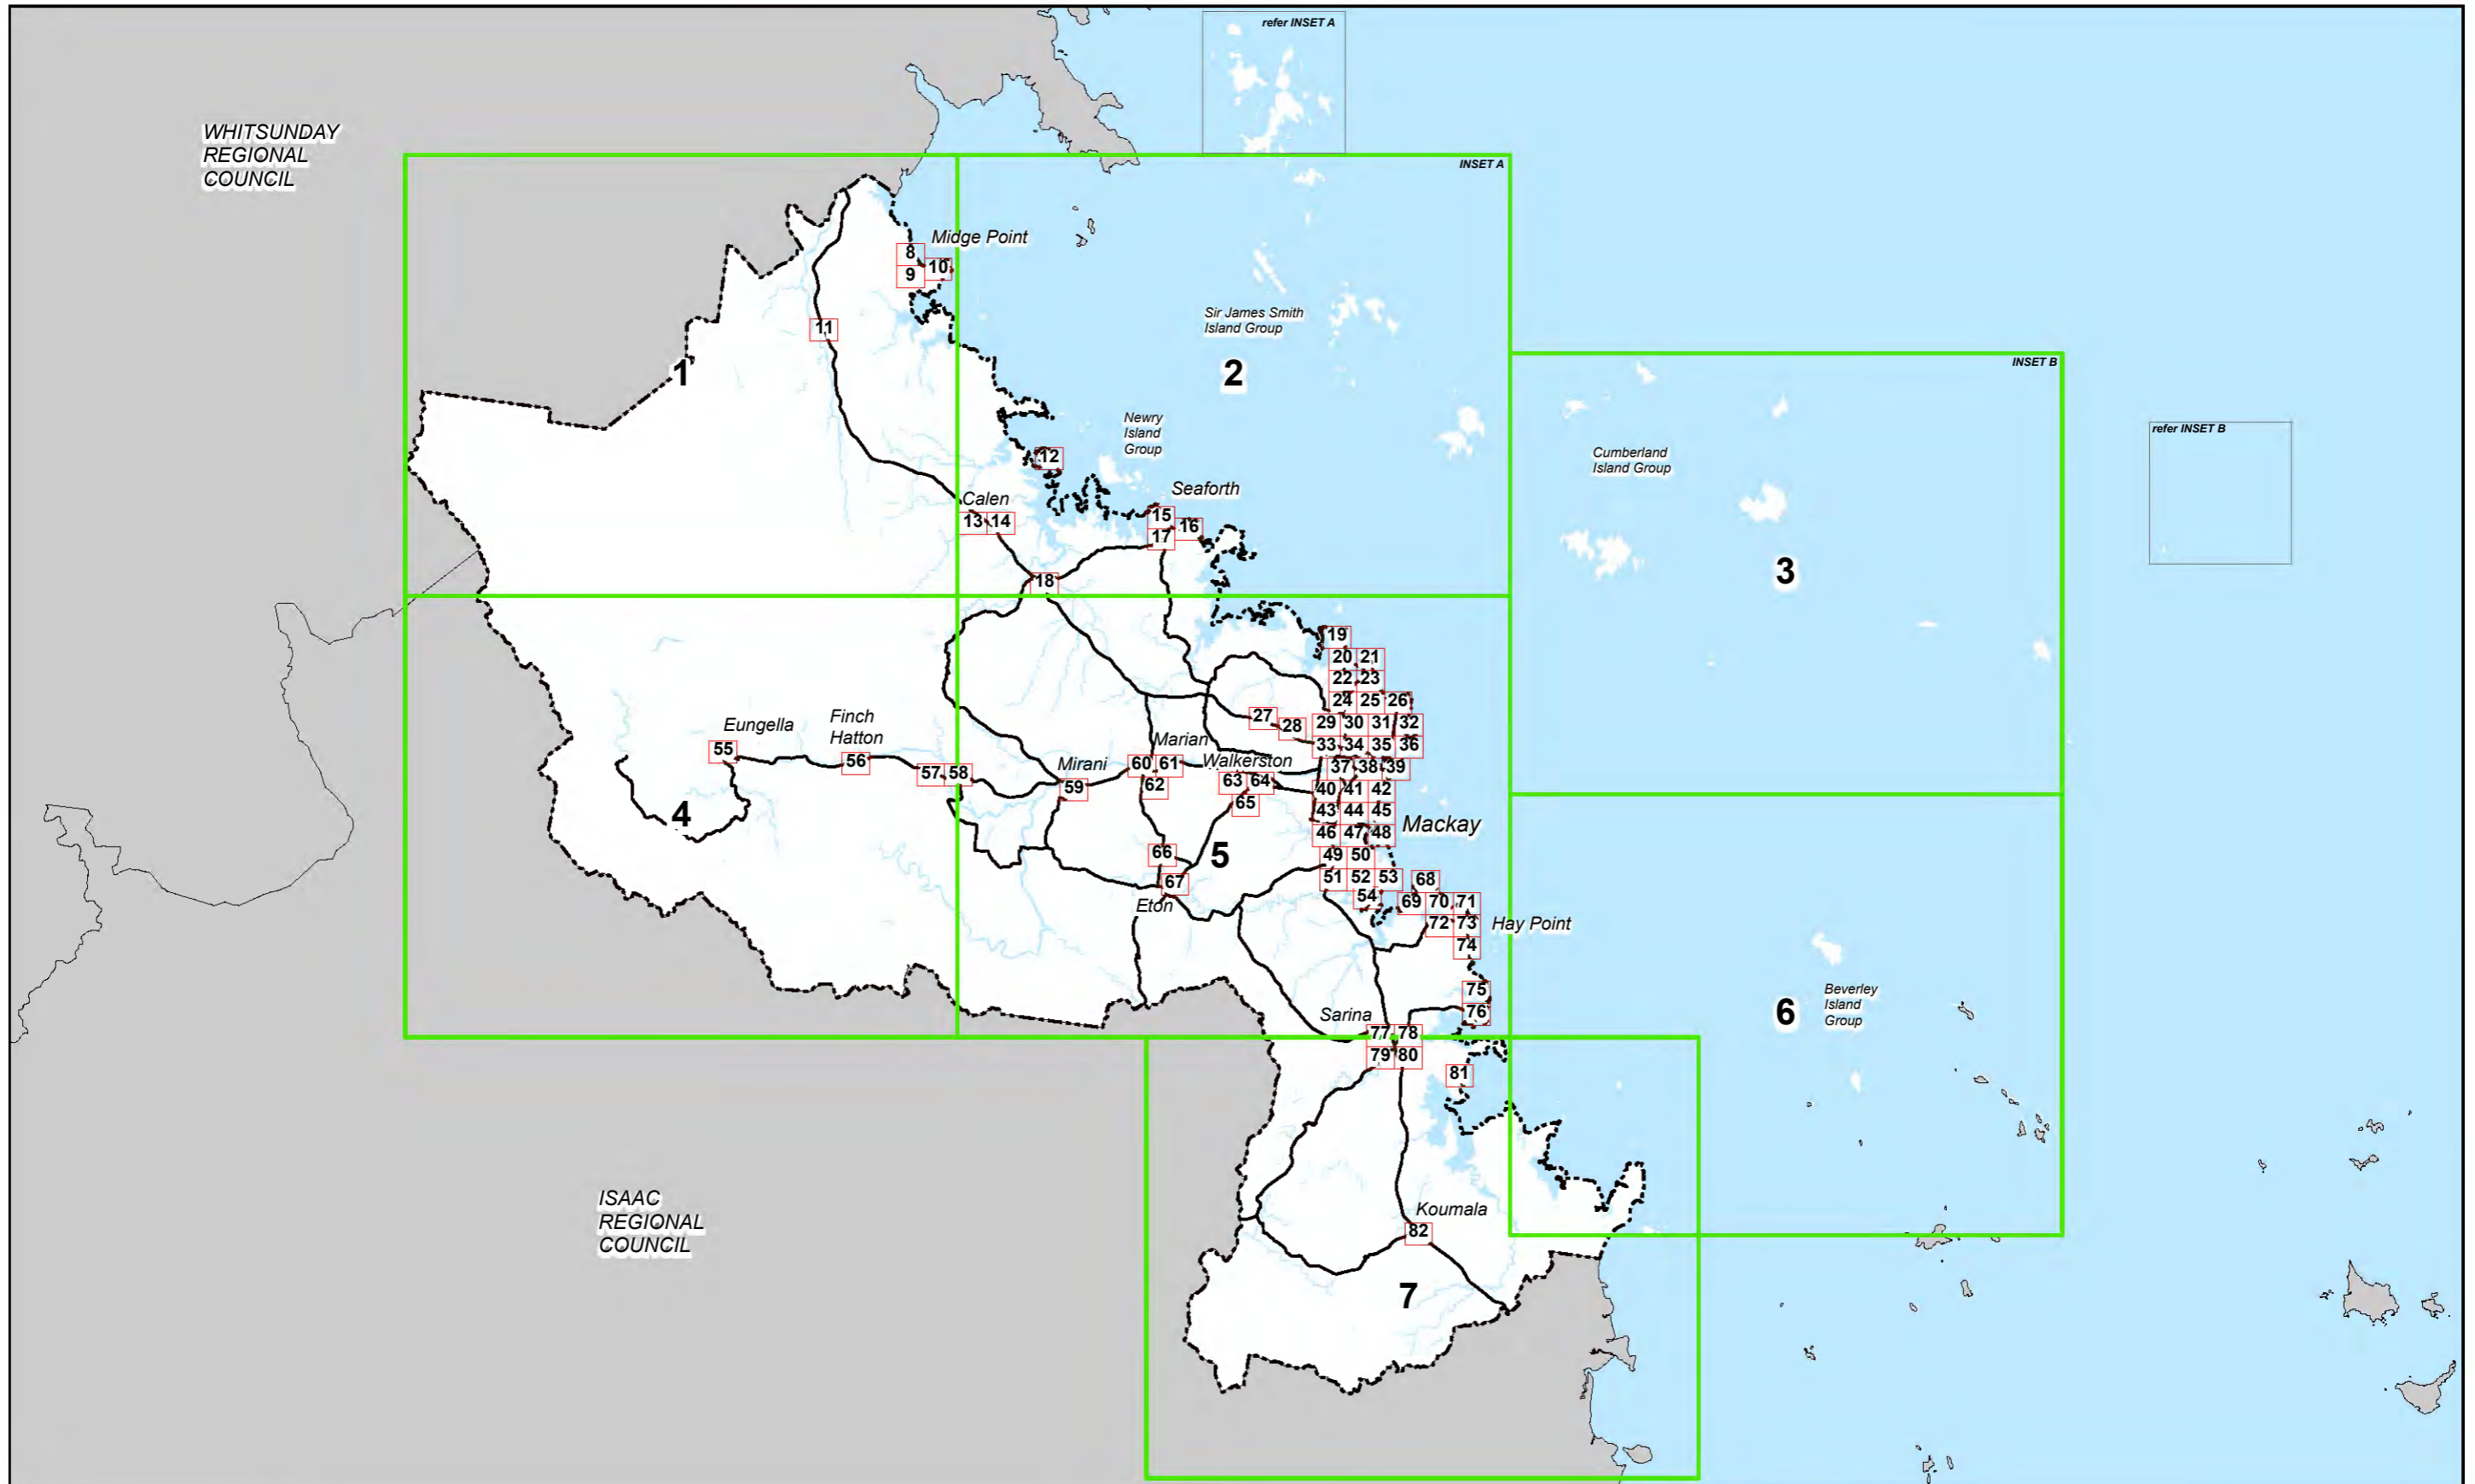 refer INSET A
WHITSUNDAY
REGIONAL
COUNCIL
INSET A
Midge Point
8
10
9
Sir James Smith
Island Group
11
1
2
INSET B
Newry
Island
Group
refer INSET B
Cumberland
Island Group
12
Seaforth
Calen
13 14
15
16
17
3
18
19
20 21
22 23
24 25 26
27
28
29 30 31 32
33 34 35 36
Eungella
Finch
Hatton
55
56
57 58
Marian
Mirani
59
60 61
62
Walkerston
63 64
65
37 38 39
40 41 42
43 44 45
46 47 48
Mackay
4
5
66
67
Eton
49 50
51 52 53
54
68
69 70 71
72 73
74
Hay Point
75
76
Beverley
Island
Group
6
Sarina
77 78
79 80
81
ISAAC
REGIONAL
COUNCIL
Koumala
82
7